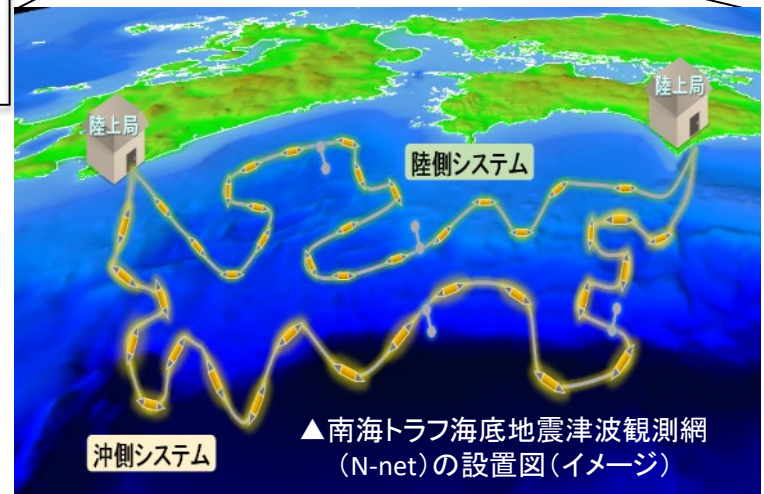 陸上局
陸上局
陸側システム
沖側システム
▲南海トラフ海底地震津波観測網
（N-net）の設置図（イメージ）